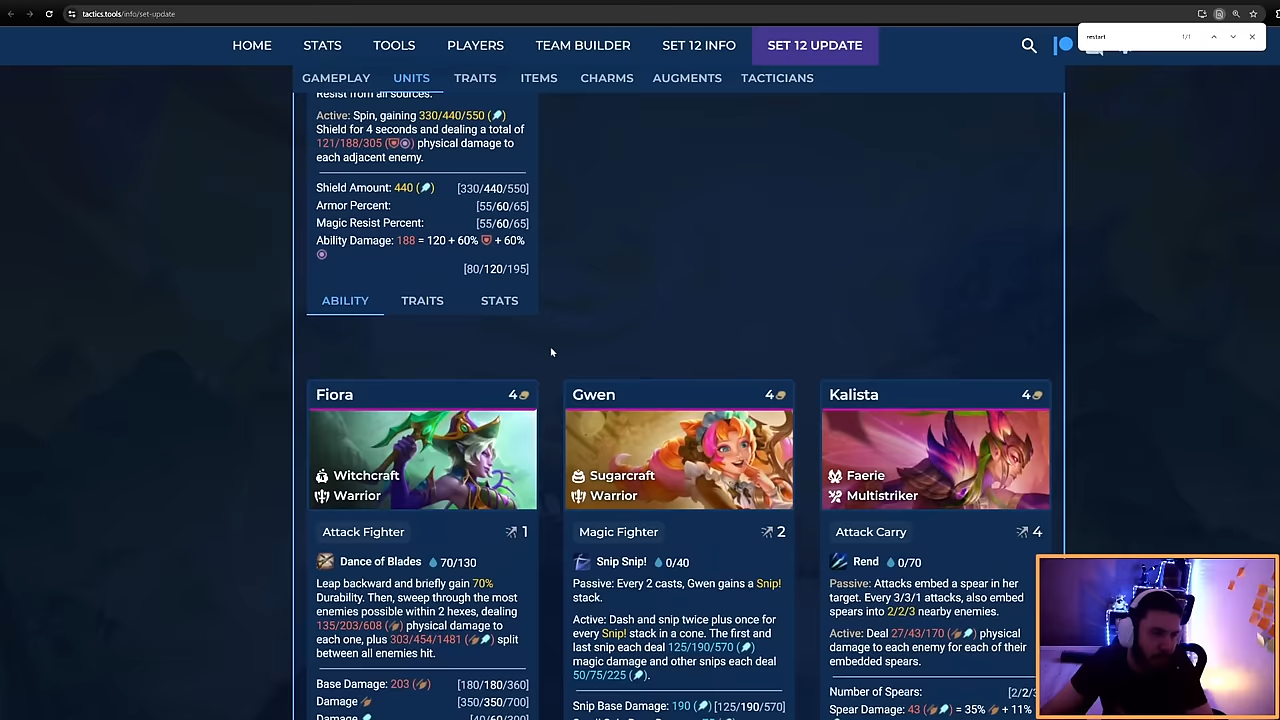 tactics.tools/info/set-update
restart
1/1
HOME
STATS
TOOLS
PLAYERS
TEAM BUILDER
SET 12 INFO
SET 12 UPDATE
GAMEPLAY
UNITS
TRAITS
ITEMS
CHARMS
AUGMENTS
TACTICIANS
Resist from all sources.
Active: Spin, gaining 330/440/550 ( )
Shield for 4 seconds and dealing a total of
121/188/305 ( ) physical damage to
each adjacent enemy.
Shield Amount: 440 ( ) [330/440/550]
Armor Percent: [55/60/65]
Magic Resist Percent: [55/60/65]
Ability Damage: 188 = 120 + 60% + 60%
[80/120/195]
ABILITY
TRAITS
STATS
Fiora 4
Witchcraft
Warrior
Attack Fighter 1
Dance of Blades 70/130
Leap backward and briefly gain 70%
Durability. Then, sweep through the most
enemies possible within 2 hexes, dealing
135/203/608 ( ) physical damage to
each one, plus 303/454/1481 ( ) split
between all enemies hit.
Base Damage: 203 ( ) [180/180/360]
Damage [350/350/700]
Damage
Gwen 4
Sugarcraft
Warrior
Magic Fighter 2
Snip Snip! 0/40
Passive: Every 2 casts, Gwen gains a Snip!
stack.
Active: Dash and snip twice plus once for
every Snip! stack in a cone. The first and
last snip each deal 125/190/570 ( )
magic damage and other snips each deal
50/75/225 ( ).
Snip Base Damage: 190 ( ) [125/190/570]
Kalista 4
Faerie
Multistriker
Attack Carry 4
Rend 0/70
Passive: Attacks embed a spear in her
target. Every 3/3/1 attacks, also embed
spears into 2/2/3 nearby enemies.
Active: Deal 27/43/170 ( ) physical
damage to each enemy for each of their
embedded spears.
Number of Spears: [2/2/
Spear Damage: 43 ( ) = 35% + 11%